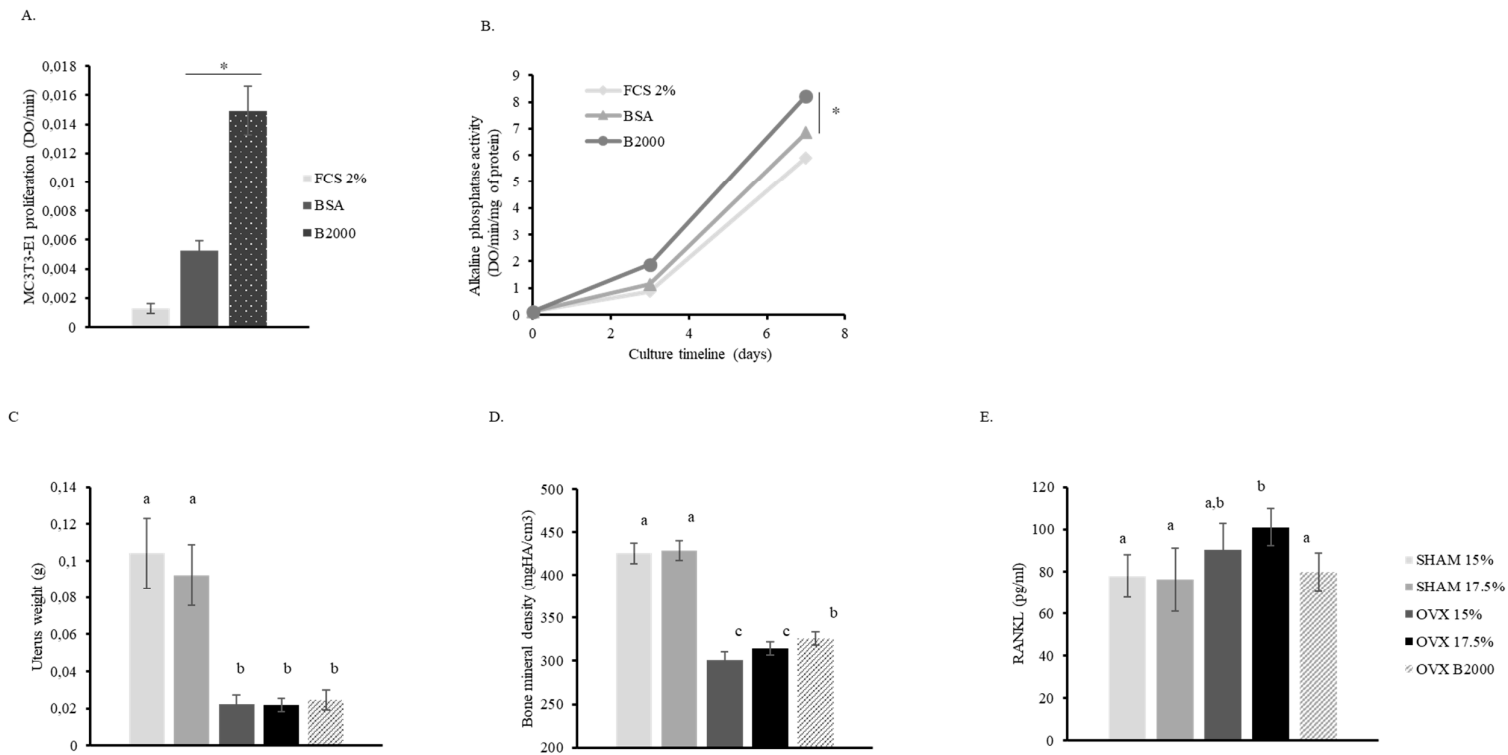 A.
MC3T3-E1 proliferation (DO/min)
0,018
0,016
0,014
0,012
0,01
0,008
0,006
0,004
0,002
0
*
FCS 2%
BSA
B2000
B.
Alkaline phosphatase activity
(DO/min/mg of protein)
9
8
7
6
5
4
3
2
1
0
FCS 2%
BSA
B2000
*
0
2
4
6
8
Culture timeline (days)
C
Uterus weight (g)
0,14
0,12
0,1
0,08
0,06
0,04
0,02
0
a
a
b
b
b
D.
Bone mineral density (mgHA/cm3)
500
450
400
350
300
250
200
a
a
c
c
b
E.
RANKL (pg/ml)
120
100
80
60
40
20
0
a
a
a,b
b
a
SHAM 15%
SHAM 17.5%
OVX 15%
OVX 17.5%
OVX B2000